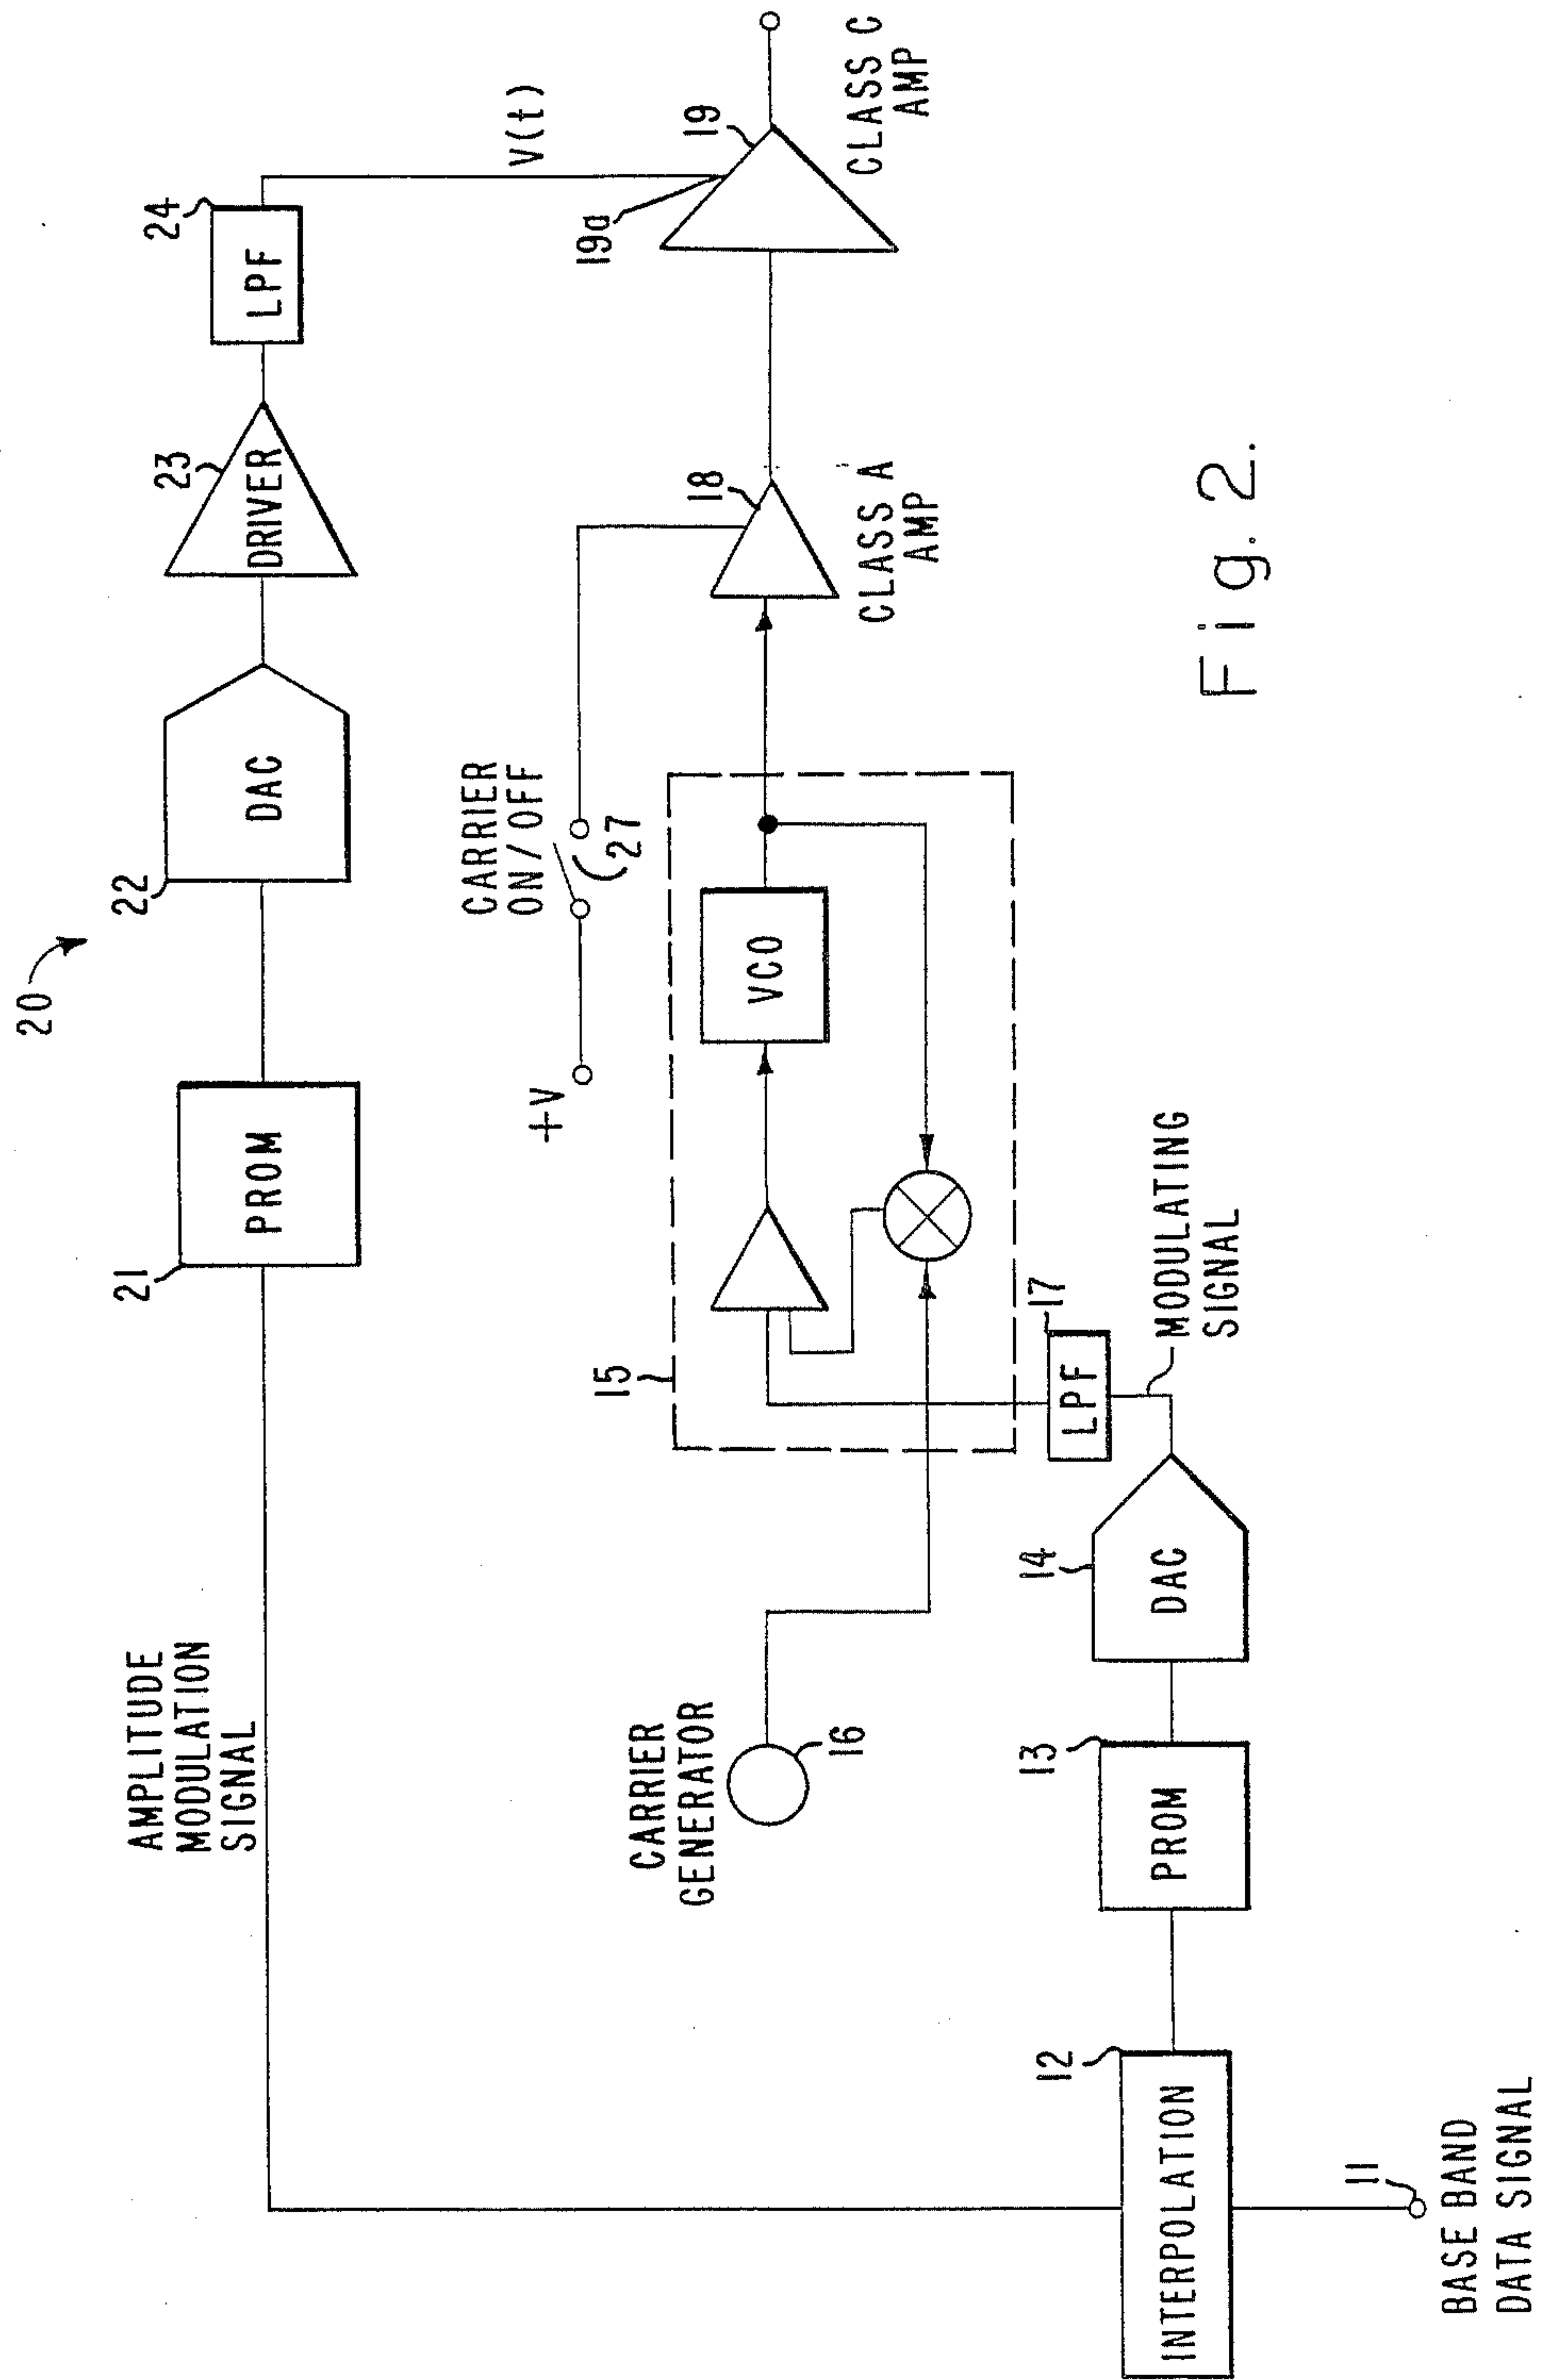 20
AMPLITUDE
MODULATION
SIGNAL
21
PROM
22
DAC
23
DRIVER
24
LPF
V(t)
+V
CARRIER
ON/OFF
27
CARRIER
GENERATOR
16
15
VCO
18
CLASS A
AMP
19a
19
CLASS C
AMP
BASE BAND
DATA SIGNAL
11
INTERPOLATION
12
PROM
13
DAC
14
LPF
17
MODULATING
SIGNAL
Fig. 2.